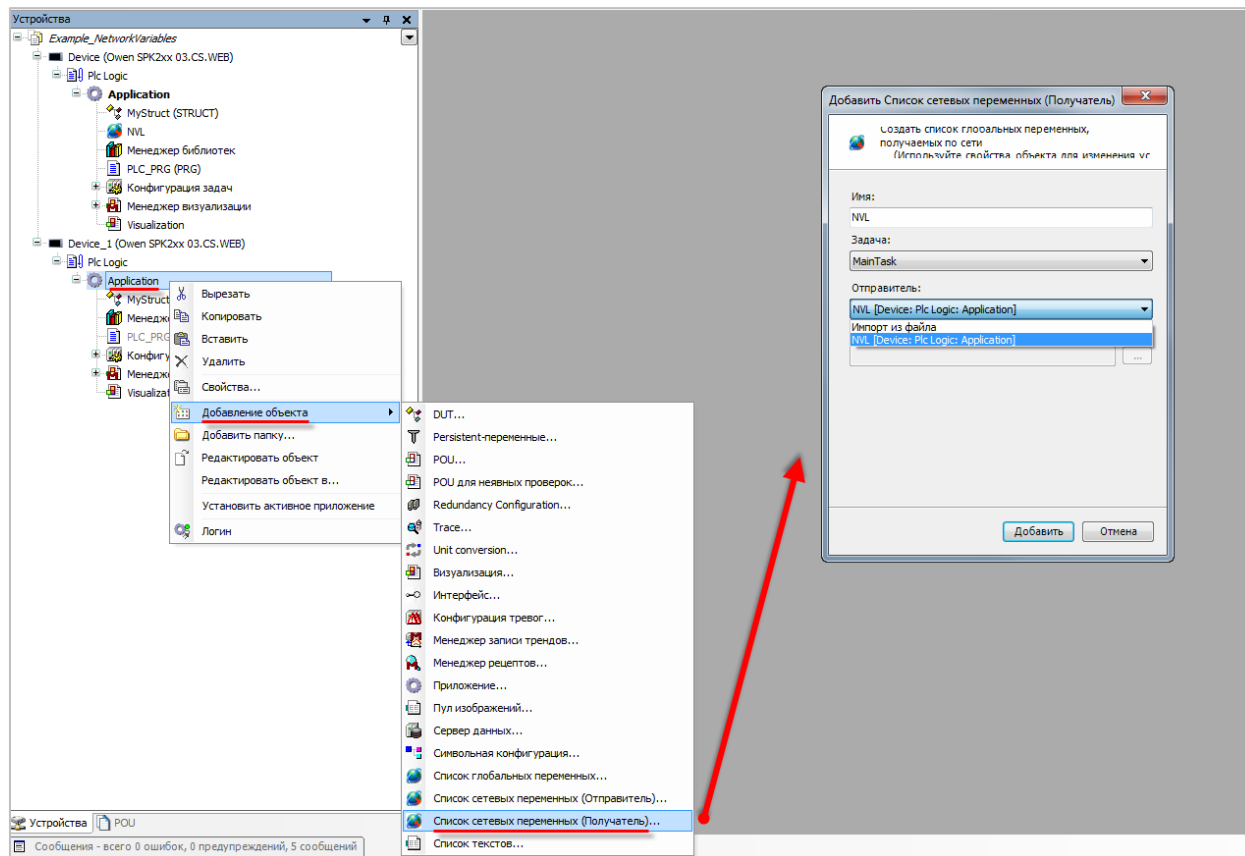 Устройства
Example_NetworkVariables
Device (Owen SPK2xx 03.CS.WEB)
Plc Logic
Application
MyStruct (STRUCT)
NVL
Менеджер библиотек
PLC_PRG (PRG)
Конфигурация задач
Менеджер визуализации
Visualization
Device_1 (Owen SPK2xx 03.CS.WEB)
Plc Logic
Application
MyStruct
Менедж
PLC_PRG
Конфигу
Менедж
Visualizat
Вырезать
Копировать
Вставить
Удалить
Свойства...
Добавление объекта
Добавить папку...
Редактировать объект
Редактировать объект в...
Установить активное приложение
Логин
DUT...
Persistent-переменные...
POU...
POU для неявных проверок...
Redundancy Configuration...
Trace...
Unit conversion...
Визуализация...
Интерфейс...
Конфигурация тревог...
Менеджер записи трендов...
Менеджер рецептов...
Приложение...
Пул изображений...
Сервер данных...
Символьная конфигурация...
Список глобальных переменных...
Список сетевых переменных (Отправитель)...
Список сетевых переменных (Получатель)...
Список текстов...
Добавить Список сетевых переменных (Получатель)
Создать список глобальных переменных,
получаемых по сети
(Используйте свойства объекта для изменения ус
Имя:
NVL
Задача:
MainTask
Отправитель:
NVL [Device: Plc Logic: Application]
Импорт из файла
NVL [Device: Plc Logic: Application]
...
Добавить Отмена
Устройства POU
Сообщения - всего 0 ошибок, 0 предупреждений, 5 сообщений